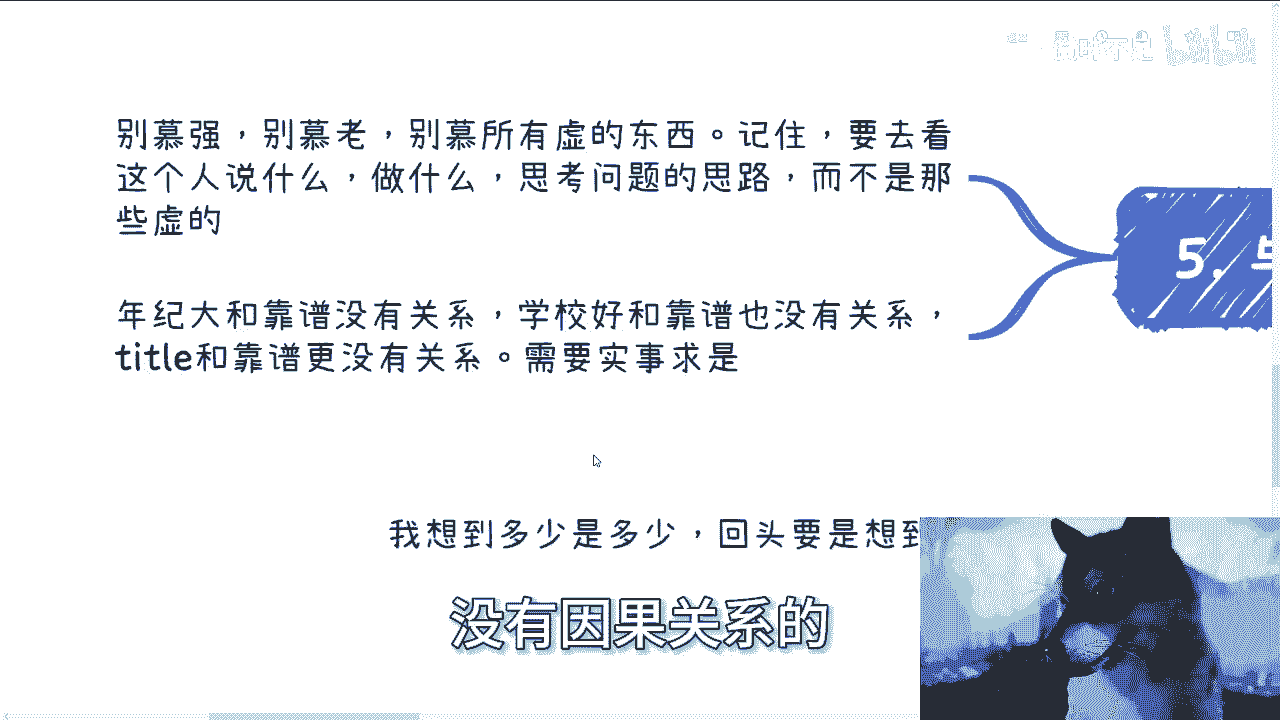 bilibili
别慕强，别慕老，别慕所有虚的东西。记住，要去看
这个人说什么，做什么，思考问题的思路，而不是那
些虚的
5.
年纪大和靠谱没有关系，学校好和靠谱也没有关系，
title和靠谱更没有关系。需要实事求是
我想到多少是多少，回头要是想到
没有因果关系的